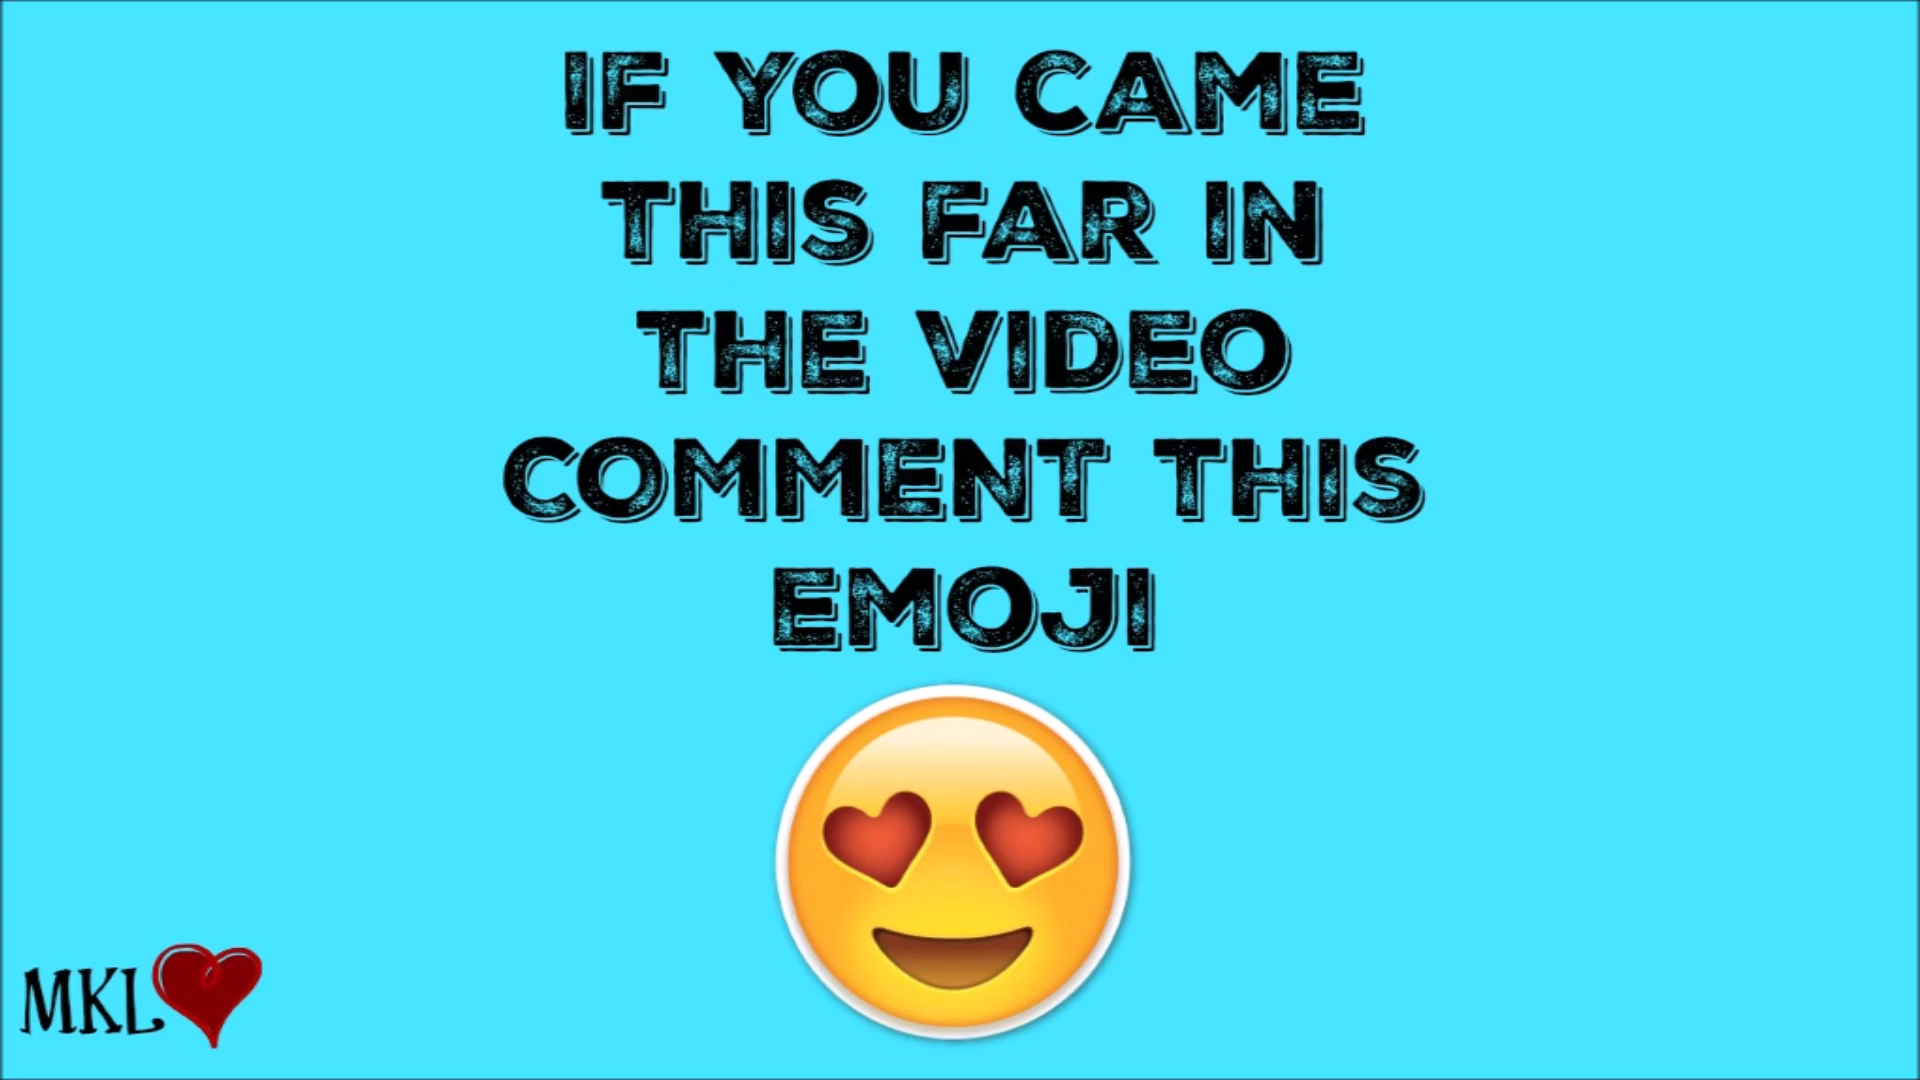 IF YOU CAME
THIS FAR IN
THE VIDEO
COMMENT THIS
EMOJI
MKL